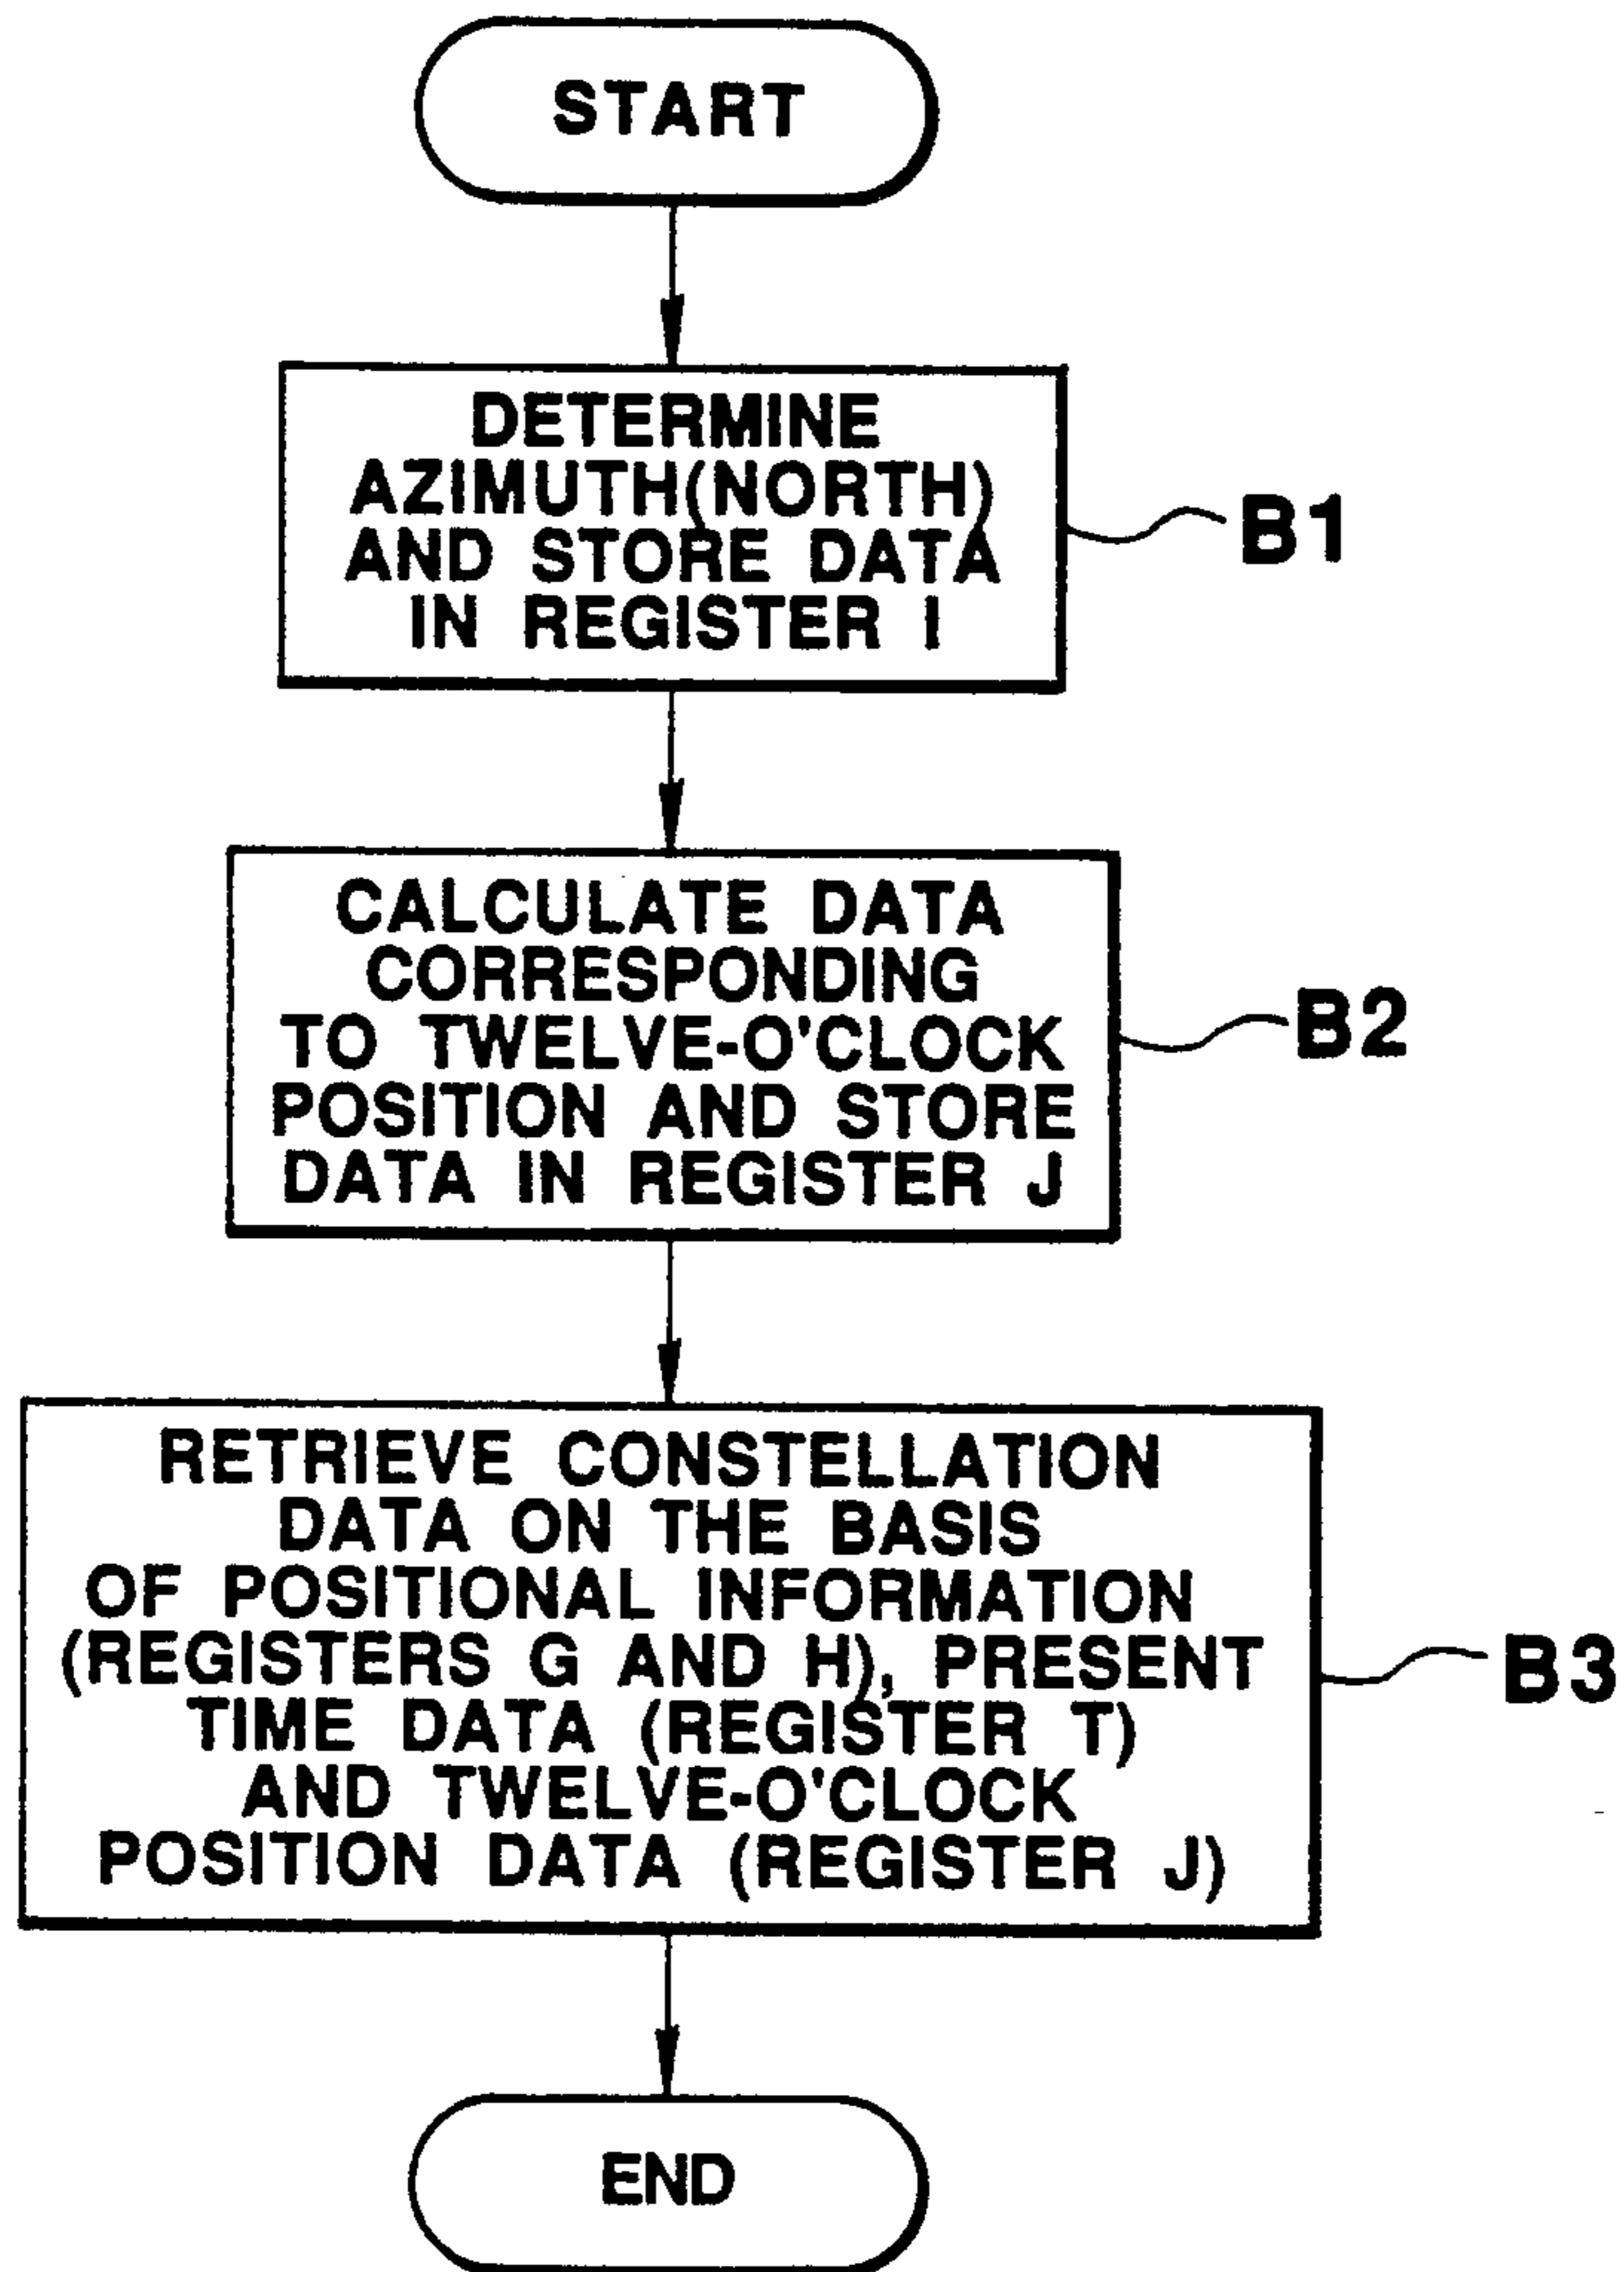 START
DETERMINE
AZIMUTH(NORTH)
AND STORE DATA
IN REGISTER I
B1
CALCULATE DATA
CORRESPONDING
TO TWELVE-O'CLOCK
POSITION AND STORE
DATA IN REGISTER J
B2
RETRIEVE CONSTELLATION
DATA ON THE BASIS
OF POSITIONAL INFORMATION
(REGISTERS G AND H), PRESENT
TIME DATA (REGISTER T)
AND TWELVE-O'CLOCK
POSITION DATA (REGISTER J)
B3
END